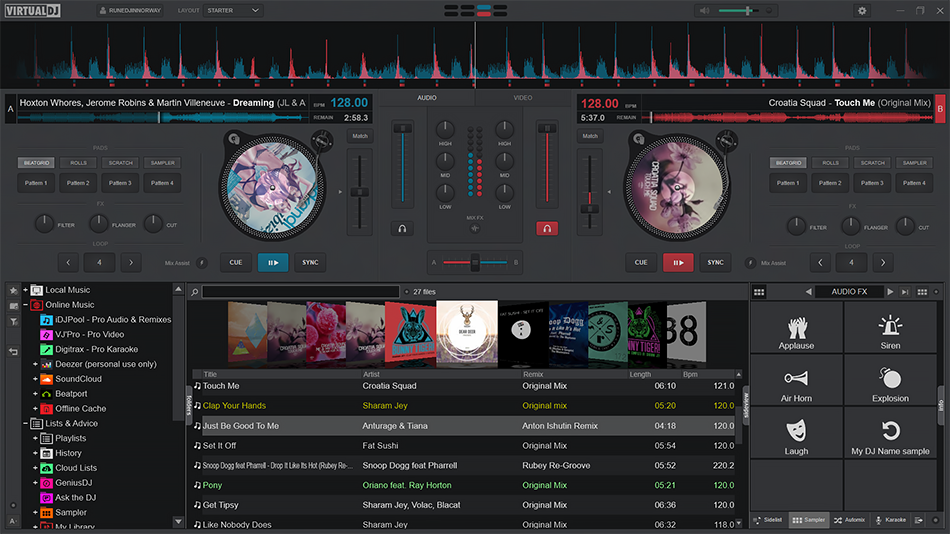 VIRTUALDJ
RUNEDJINNORWAY
LAYOUT STARTER
A
Hoxton Whores, Jerome Robins & Martin Villeneuve - Dreaming (JL & A
BPM 128.00
REMAIN 2:58.3
AUDIO
VIDEO
128.00 BPM
5:37.0 REMAIN
Croatia Squad - Touch Me (Original Mix)
B
PADS
BEATGRID ROLLS SCRATCH SAMPLER
Pattern 1 Pattern 2 Pattern 3 Pattern 4
FX
FILTER FLANGER CUT
LOOP
4
Mix Assist
CUE
SYNC
Match
HIGH HIGH
MID MID
LOW LOW
MIX FX
A B
Match
CROATIA SQUAD
CUE
SYNC
PADS
BEATGRID ROLLS SCRATCH SAMPLER
Pattern 1 Pattern 2 Pattern 3 Pattern 4
FX
FILTER FLANGER CUT
LOOP
Mix Assist
4
Local Music
Online Music
iDJPool - Pro Audio & Remixes
VJ'Pro - Pro Video
Digitrax - Pro Karaoke
Deezer (personal use only)
SoundCloud
Beatport
Offline Cache
Lists & Advice
Playlists
History
Cloud Lists
GeniusDJ
Ask the DJ
Sampler
My Library
A
folders
27 files
Title Artist Remix Length Bpm
Touch Me Croatia Squad Original Mix 06:10 121.0
Clap Your Hands Sharam Jey Original mix 05:20 120.0
Just Be Good To Me Anturage & Tiana Anton Ishutin Remix 04:18 120.0
Set It Off Fat Sushi Original Mix 05:54 120.0
Snoop Dogg feat Pharrell - Drop It Like Its Hot (Rubey Re-... Snoop Dogg feat Pharrell Rubey Re-Groove 05:52 220.2
Pony Oriano feat. Ray Horton Original Mix 05:21 120.0
Get Tipsy Sharam Jey, Volac, Blacat Original Mix 06:36 120.0
Like Nobody Does Sharam Jey Original Mix 06:32 118.0
sideview
AUDIO FX
Applause
Siren
Air Horn
Explosion
Laugh
My DJ Name sample
info
Sidelist Sampler Automix Karaoke